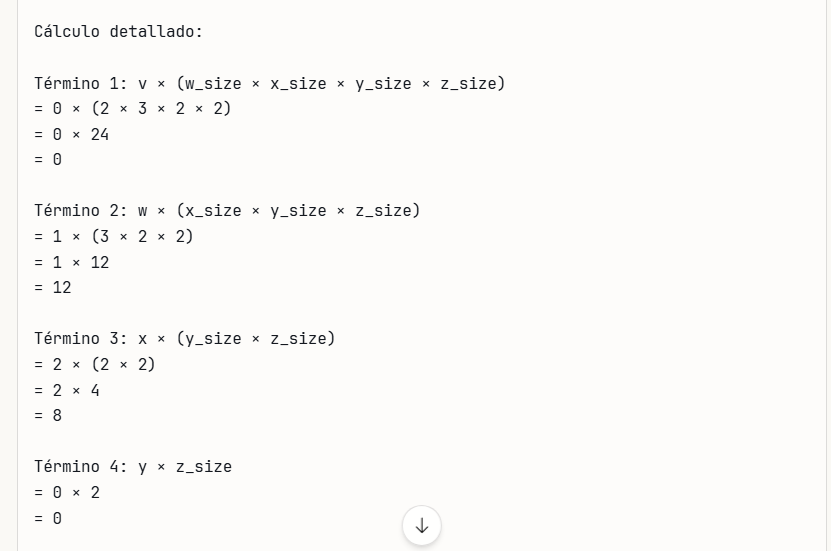 Cálculo detallado:
Término 1: v × (w_size × x_size × y_size × z_size)
= 0 × (2 × 3 × 2 × 2)
= 0 × 24
= 0
Término 2: w × (x_size × y_size × z_size)
= 1 × (3 × 2 × 2)
= 1 × 12
= 12
Término 3: x × (y_size × z_size)
= 2 × (2 × 2)
= 2 × 4
= 8
Término 4: y × z_size
= 0 × 2
= 0